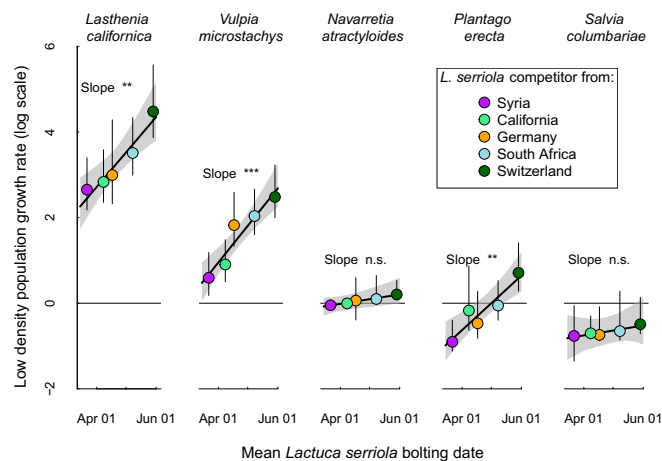 Lasthenia californica
Vulpia microstachys
Navarretia atractyloides
Plantago erecta
Salvia columbariae
Low density population growth rate (log scale)
6
4
2
0
−2
Slope **
Slope ***
Slope n.s.
Slope **
Slope n.s.
L. serriola competitor from:
Syria
California
Germany
South Africa
Switzerland
Apr 01 Jun 01
Apr 01 Jun 01
Apr 01 Jun 01
Apr 01 Jun 01
Apr 01 Jun 01
Mean Lactuca serriola bolting date